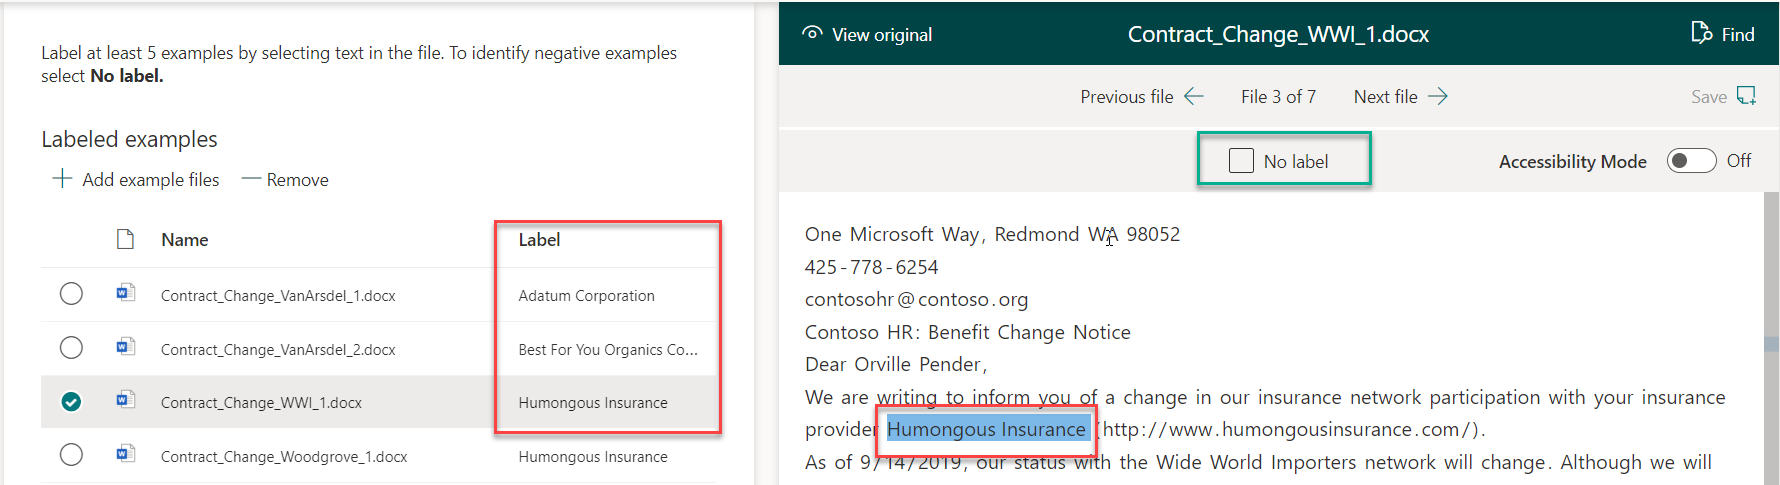 Label at least 5 examples by selecting text in the file. To identify negative examples
select No label.
Labeled examples
Add example files
Remove
Name
Label
Contract_Change_VanArsdel_1.docx
Adatum Corporation
Contract_Change_VanArsdel_2.docx
Best For You Organics Co...
Contract_Change_WWI_1.docx
Humongous Insurance
Contract_Change_Woodgrove_1.docx
Humongous Insurance
View original
Contract_Change_WWI_1.docx
Find
Previous file
File 3 of 7
Next file
Save
No label
Accessibility Mode
Off
One Microsoft Way, Redmond WA 98052
425-778-6254
contosohr@contoso.org
Contoso HR: Benefit Change Notice
Dear Orville Pender,
We are writing to inform you of a change in our insurance network participation with your insurance
provider Humongous Insurance (http://www.humongousinsurance.com/).
As of 9/14/2019, our status with the Wide World Importers network will change. Although we will